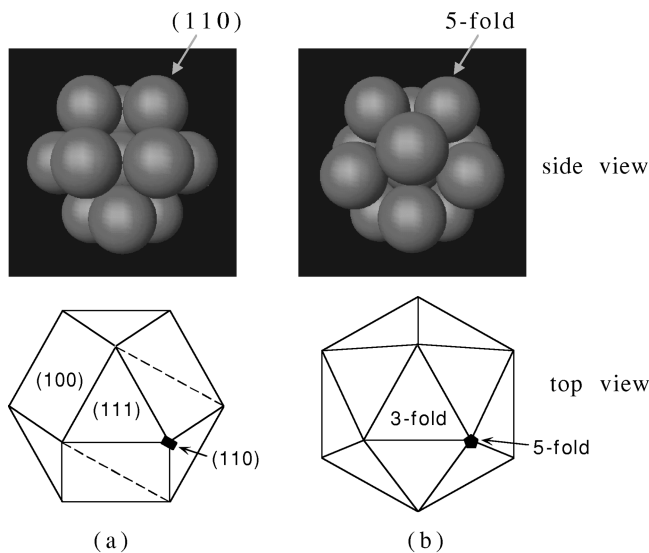 (110)
5-fold
side view
(100)
(111)
(110)
3-fold
5-fold
top view
(a)
(b)